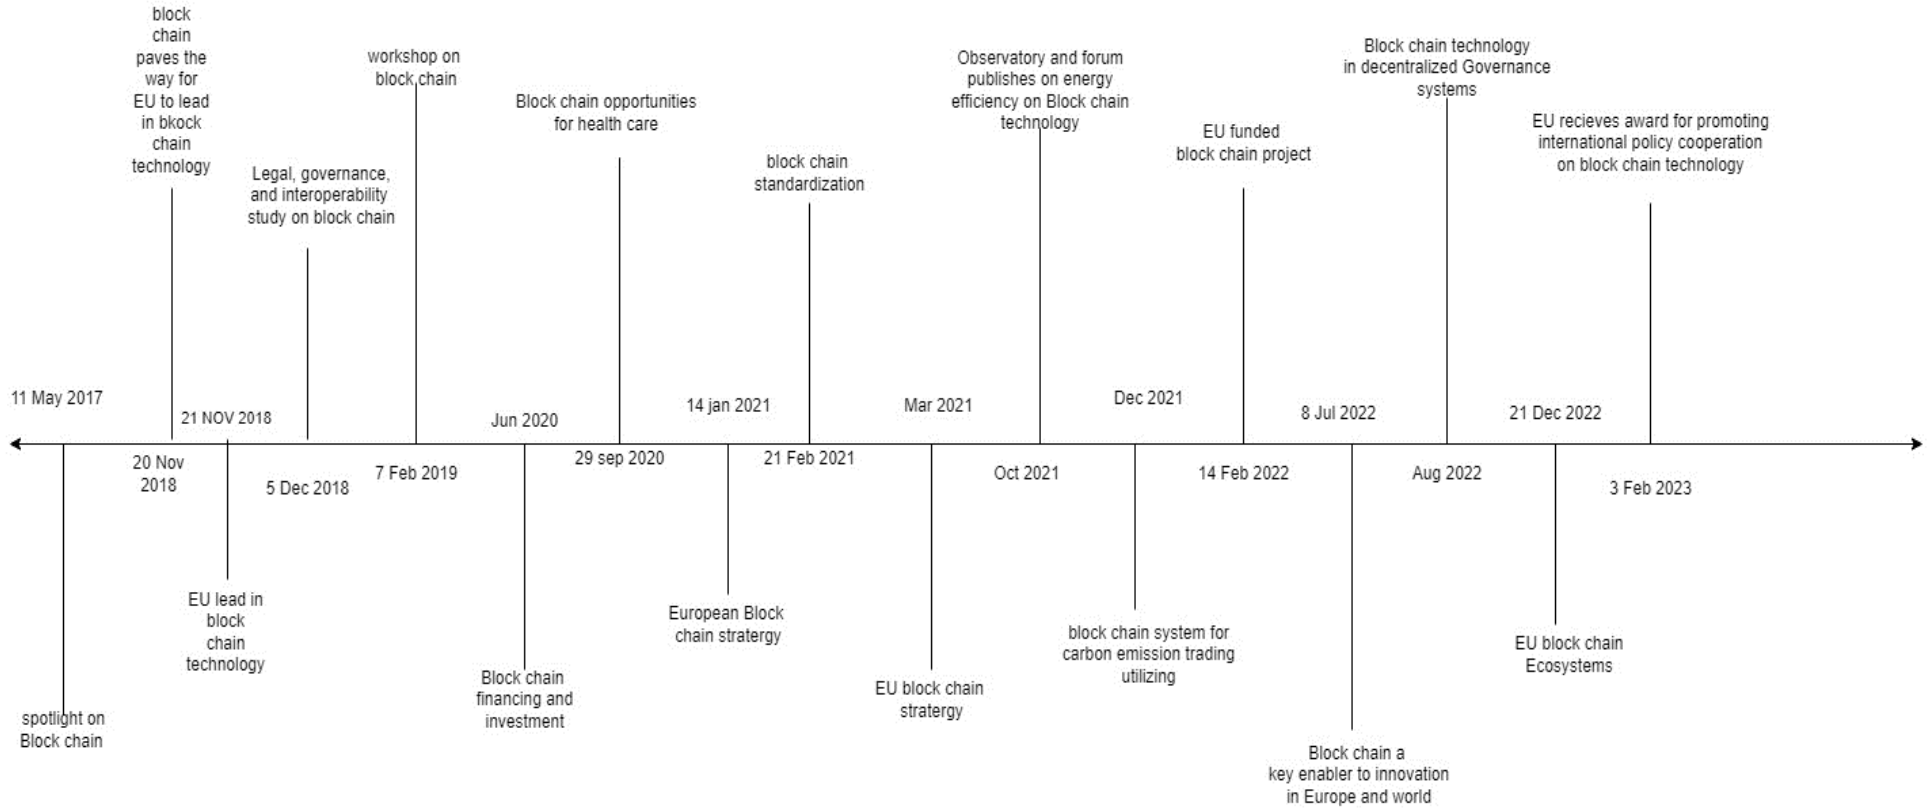 block
chain
paves the
way for
EU to lead
in bkock
chain
technology
workshop on
block chain
Legal, governance,
and interoperability
study on block chain
Block chain opportunities
for health care
block chain
standardization
Observatory and forum
publishes on energy
efficiency on Block chain
technology
EU funded
block chain project
Block chain technology
in decentralized Governance
systems
EU recieves award for promoting
international policy cooperation
on block chain technology
11 May 2017
21 NOV 2018
Jun 2020
14 jan 2021
Mar 2021
Dec 2021
8 Jul 2022
21 Dec 2022
20 Nov
2018
5 Dec 2018
7 Feb 2019
29 sep 2020
21 Feb 2021
Oct 2021
14 Feb 2022
Aug 2022
3 Feb 2023
spotlight on
Block chain
EU lead in
block
chain
technology
Block chain
financing and
investment
European Block
chain stratergy
EU block chain
stratergy
block chain system for
carbon emission trading
utilizing
Block chain a
key enabler to innovation
in Europe and world
EU block chain
Ecosystems